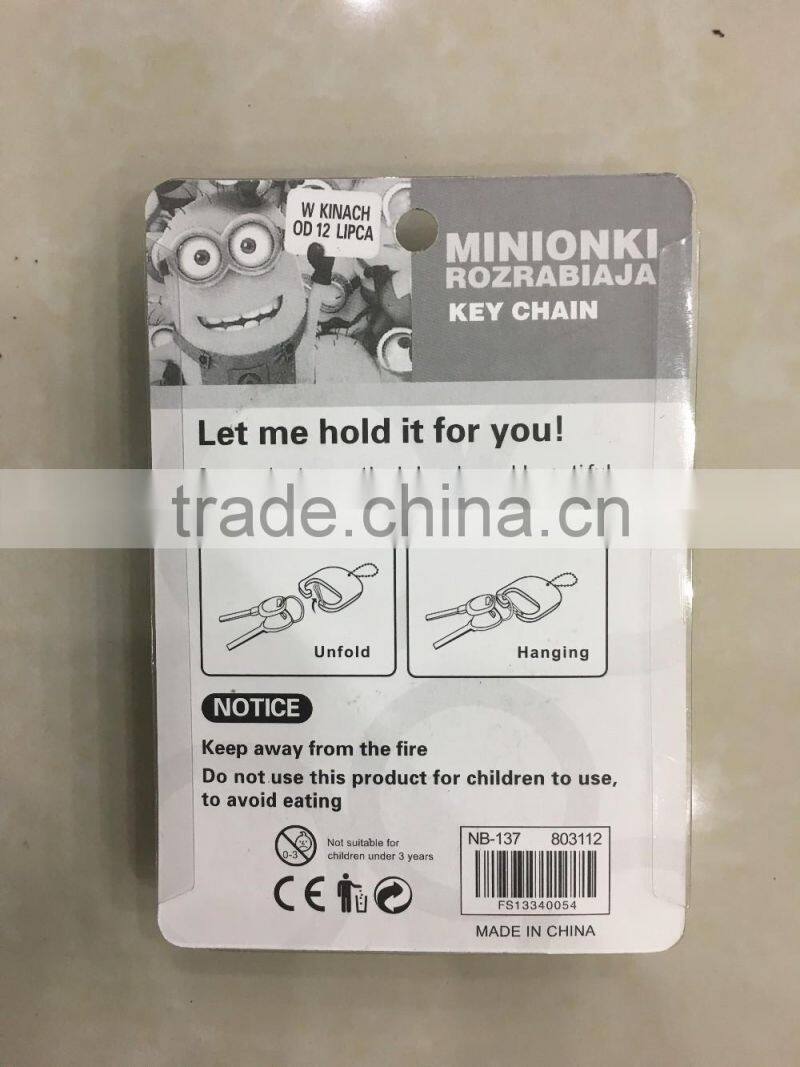 W KINACH
OD 12 LIPCA
MINIONKI
ROZRABIAJA
KEY CHAIN
Let me hold it for you!
trade.china.cn
Unfold
Hanging
NOTICE
Keep away from the fire
Do not use this product for children to use,
to avoid eating
0-3
Not suitable for
children under 3 years
CE
NB-137 803112
FS13340054
MADE IN CHINA